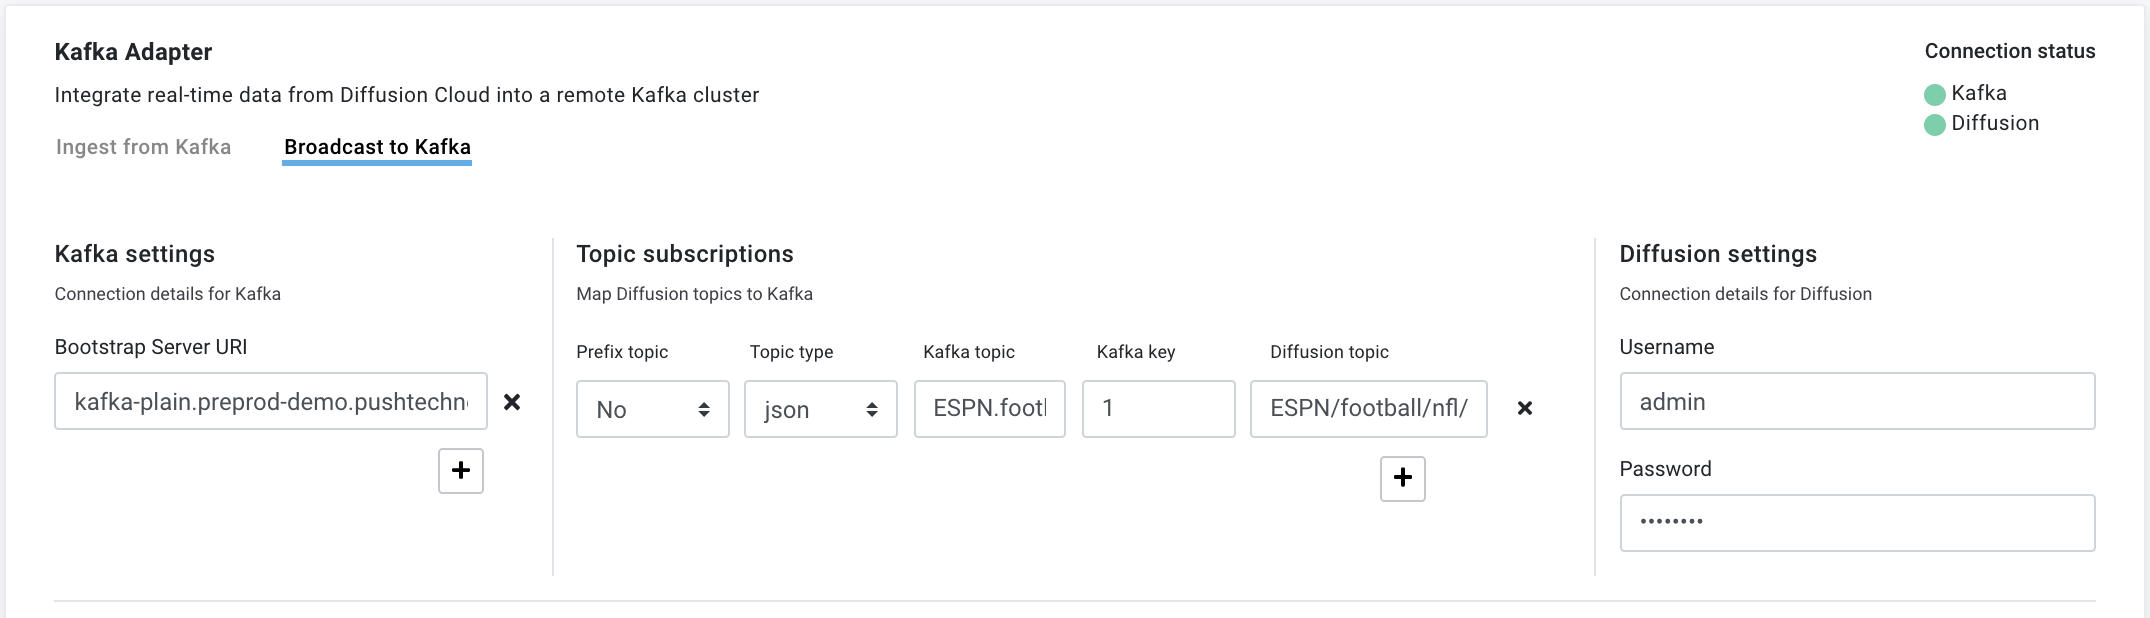 Kafka Adapter
Integrate real-time data from Diffusion Cloud into a remote Kafka cluster
Ingest from Kafka
Broadcast to Kafka
Connection status
Kafka
Diffusion
Kafka settings
Connection details for Kafka
Bootstrap Server URI
kafka-plain.preprod-demo.pushtechn
Topic subscriptions
Map Diffusion topics to Kafka
Prefix topic Topic type Kafka topic Kafka key Diffusion topic
No json ESPN.foot 1 ESPN/football/nfl/
Diffusion settings
Connection details for Diffusion
Username
admin
Password
••••••••